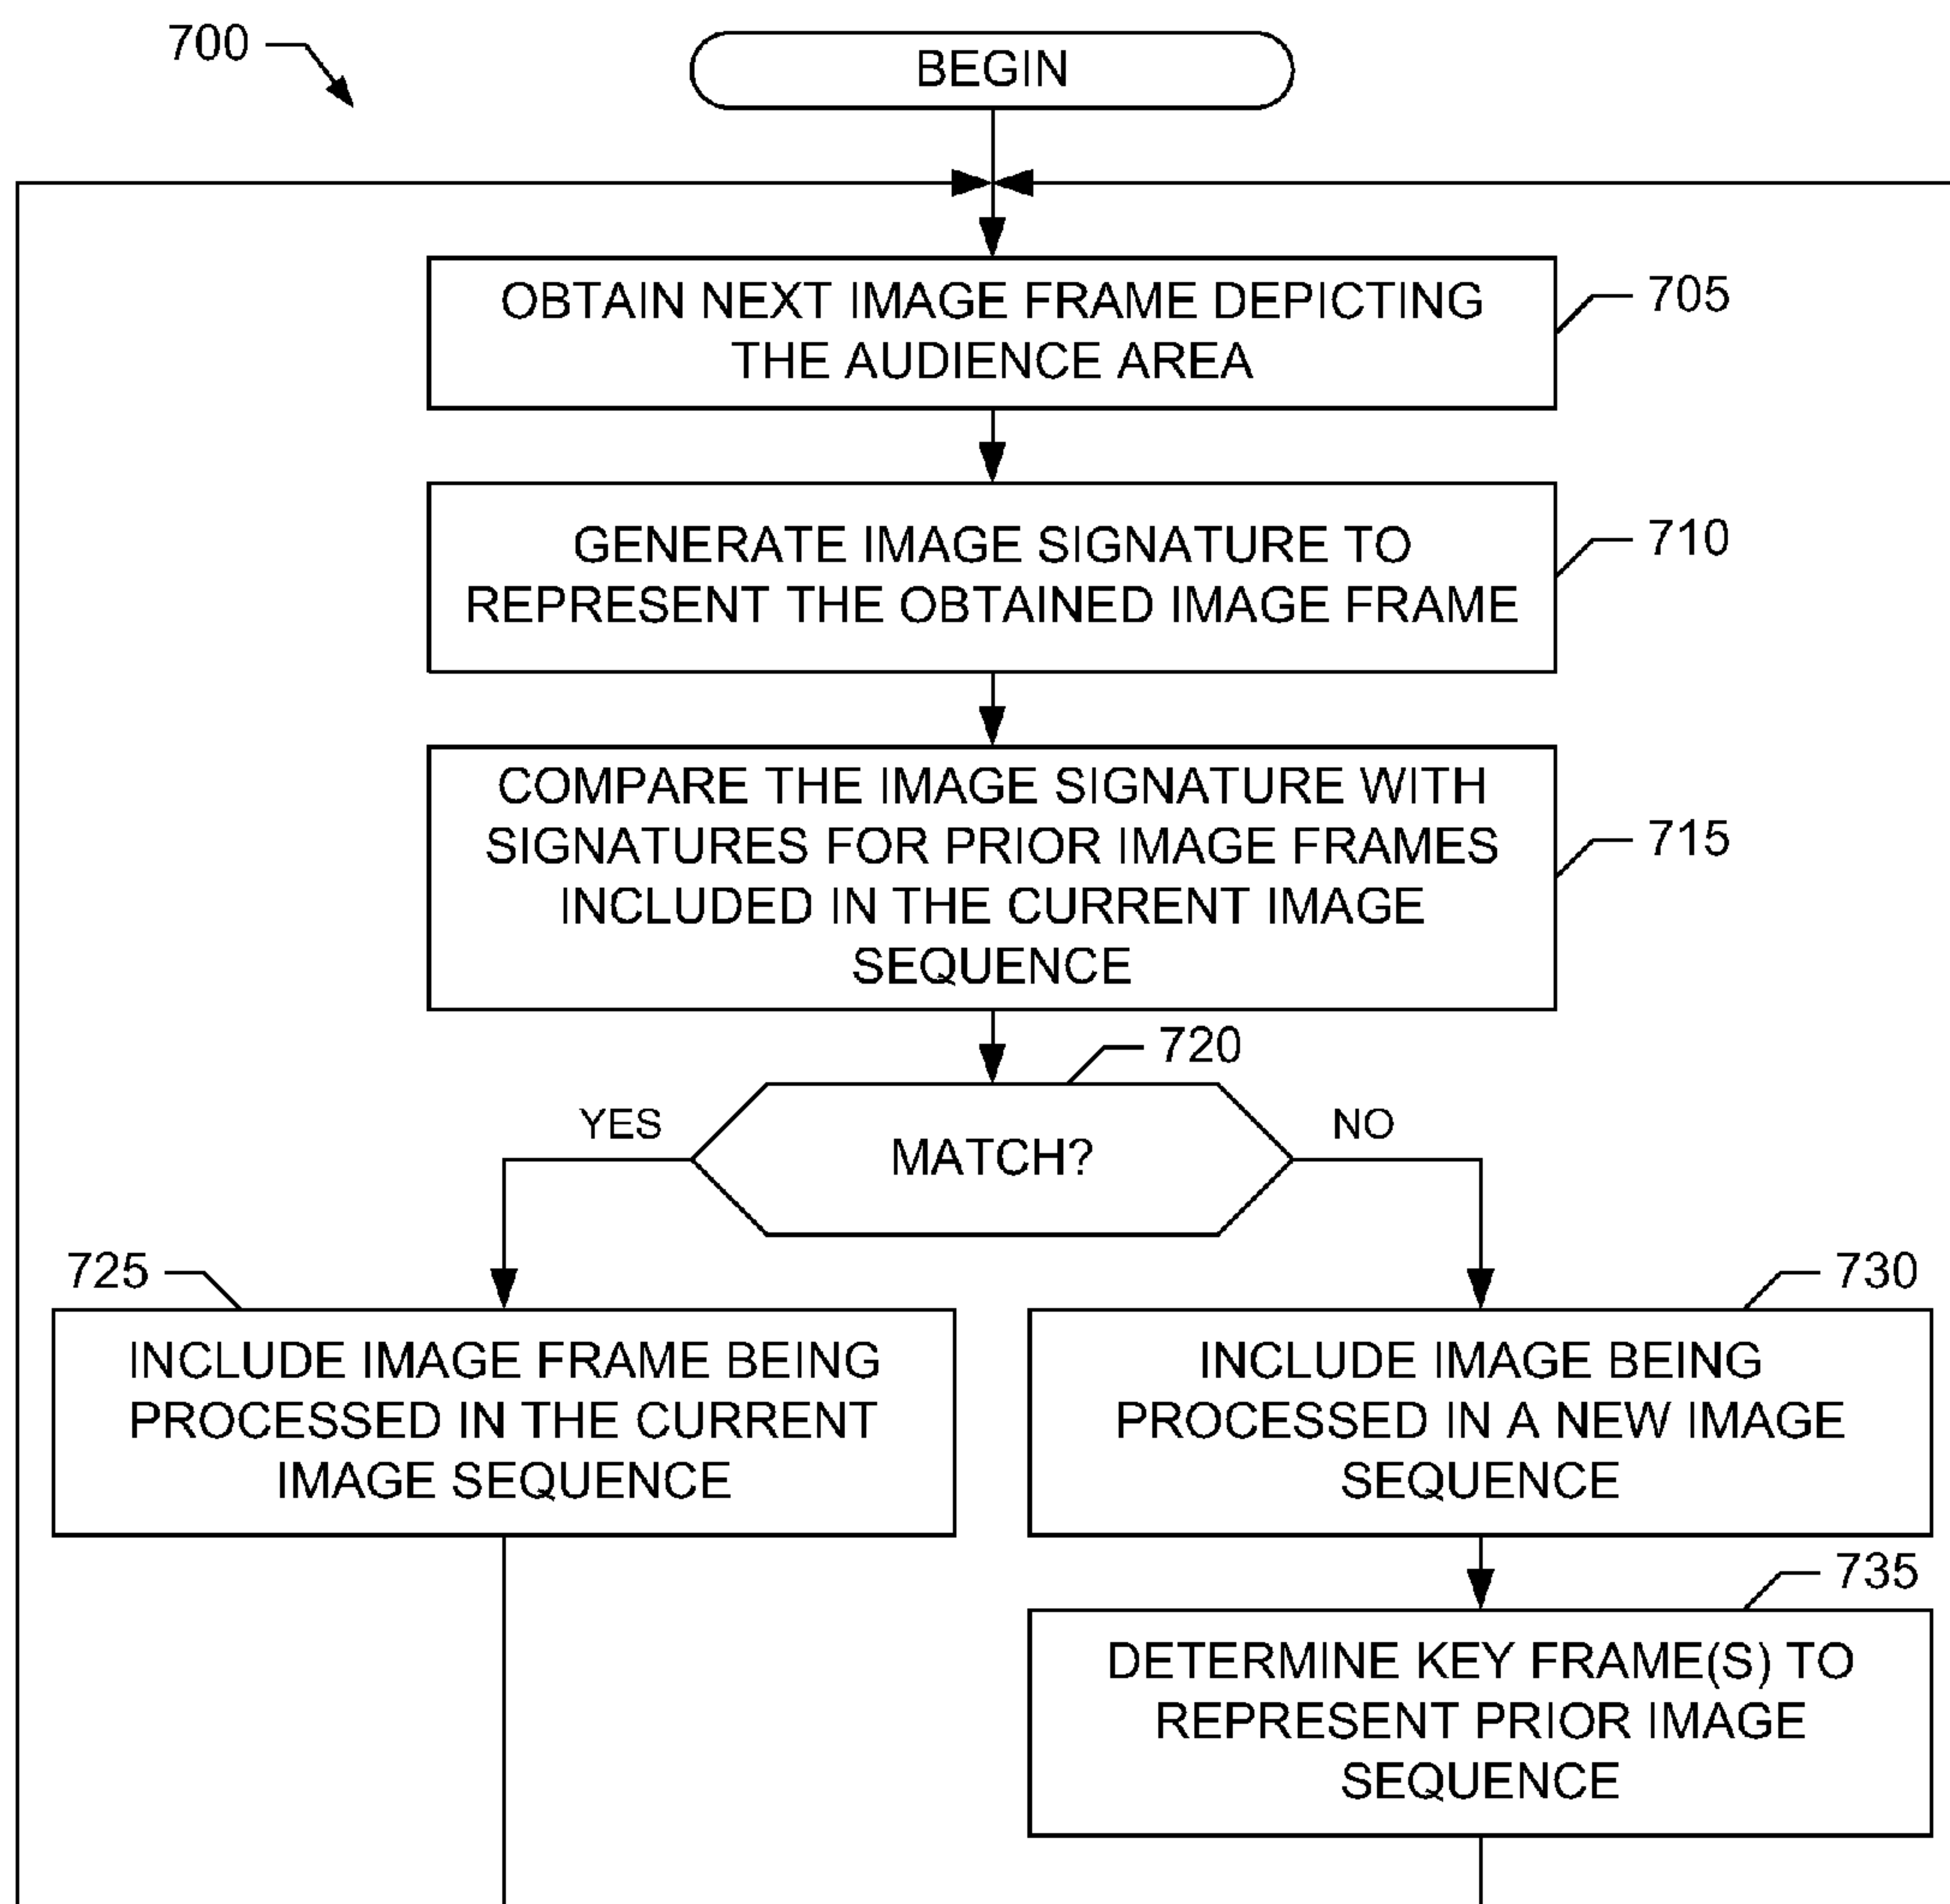 700
BEGIN
OBTAIN NEXT IMAGE FRAME DEPICTING
THE AUDIENCE AREA
705
GENERATE IMAGE SIGNATURE TO
REPRESENT THE OBTAINED IMAGE FRAME
710
COMPARE THE IMAGE SIGNATURE WITH
SIGNATURES FOR PRIOR IMAGE FRAMES
INCLUDED IN THE CURRENT IMAGE
SEQUENCE
715
720
YES
MATCH?
NO
725
INCLUDE IMAGE FRAME BEING
PROCESSED IN THE CURRENT
IMAGE SEQUENCE
730
INCLUDE IMAGE BEING
PROCESSED IN A NEW IMAGE
SEQUENCE
735
DETERMINE KEY FRAME(S) TO
REPRESENT PRIOR IMAGE
SEQUENCE